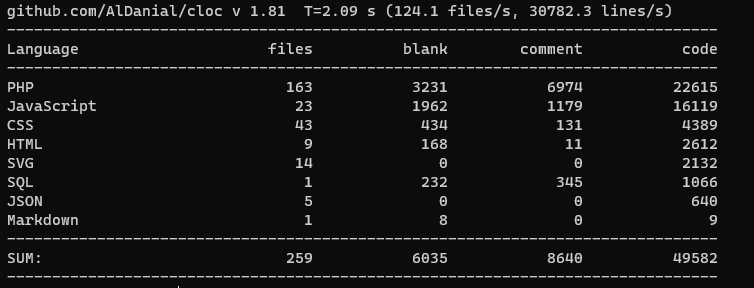 github.com/AlDanial/cloc v 1.81  T=2.09 s (124.1 files/s, 30782.3 lines/s)
-------------------------------------------------------------------------------
Language                     files          blank        comment           code
-------------------------------------------------------------------------------
PHP                            163           3231           6974          22615
JavaScript                      23           1962           1179          16119
CSS                             43            434            131           4389
HTML                             9            168             11           2612
SVG                             14              0              0           2132
SQL                              1            232            345           1066
JSON                             5              0              0            640
Markdown                         1              8              0              9
-------------------------------------------------------------------------------
SUM:                           259           6035           8640          49582
-------------------------------------------------------------------------------